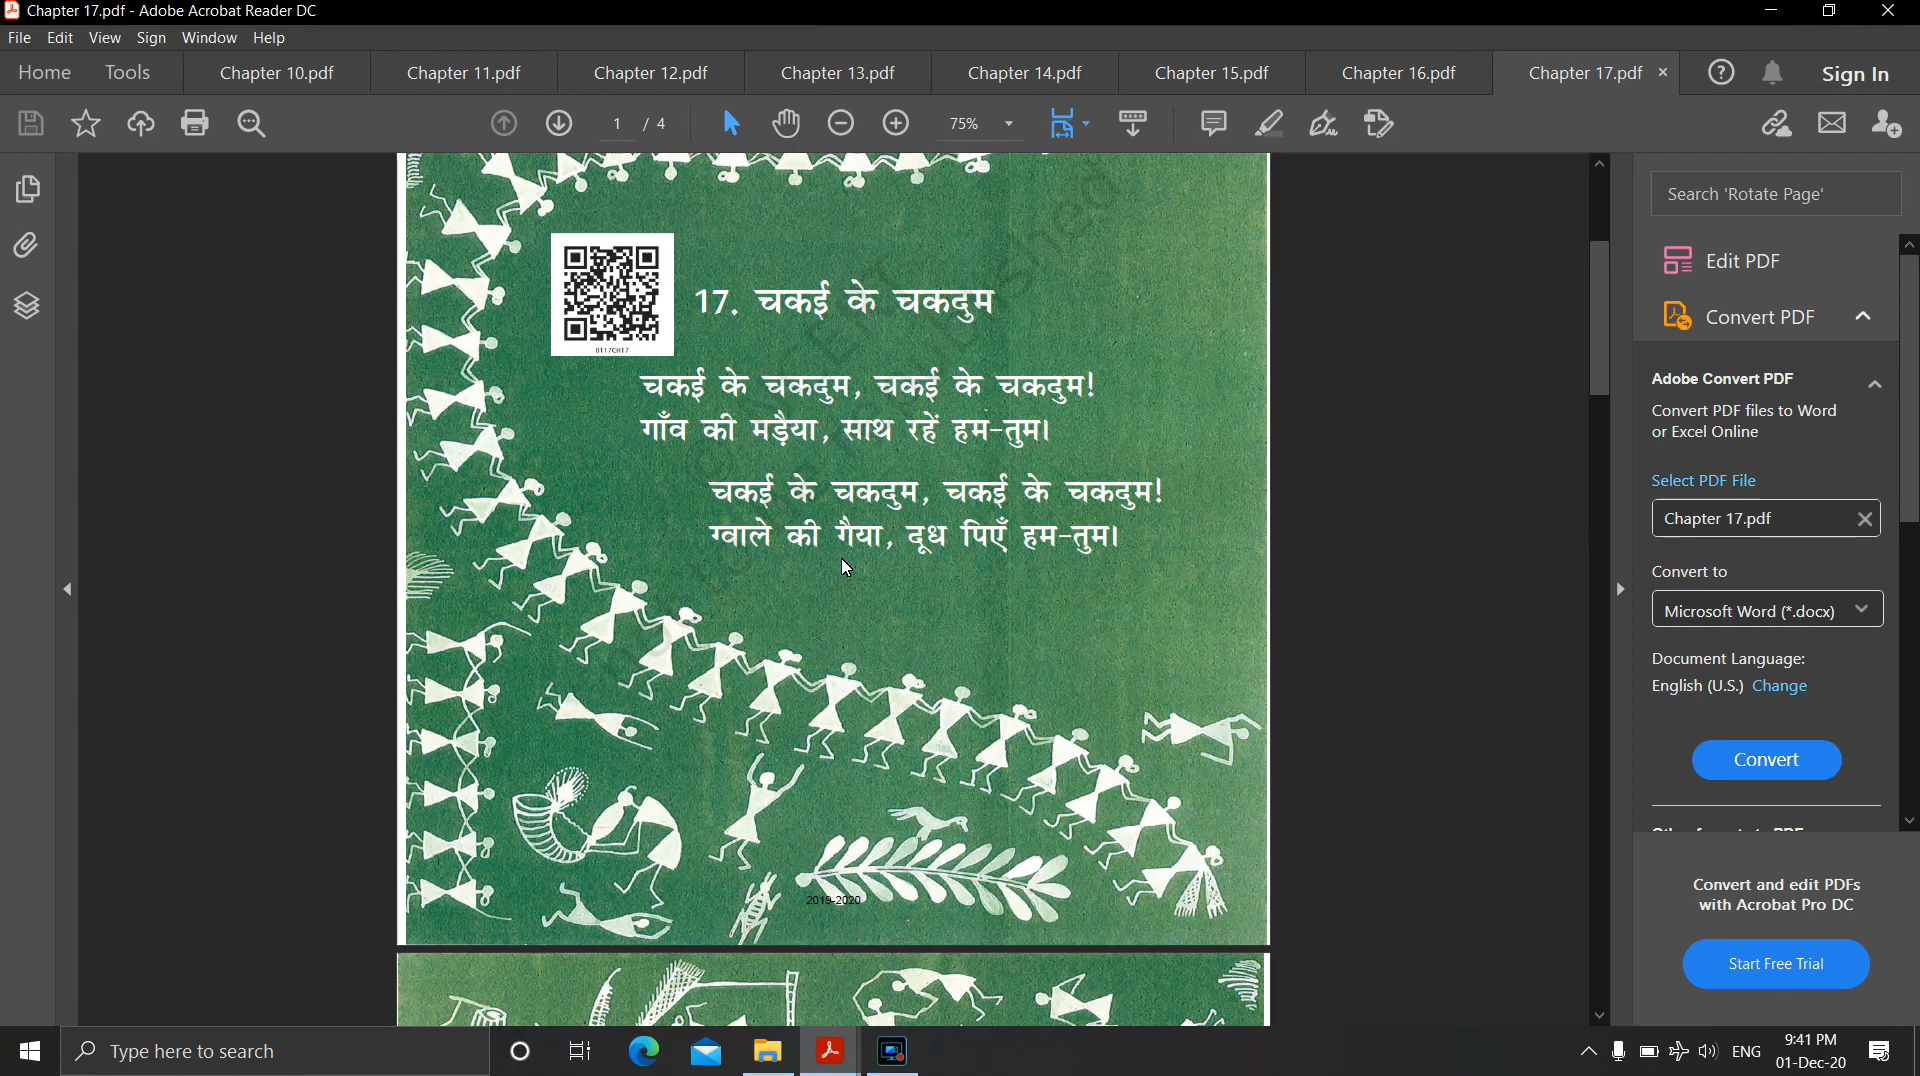 Chapter 17.pdf - Adobe Acrobat Reader DC
File Edit View Sign Window Help
Home Tools Chapter 10.pdf Chapter 11.pdf Chapter 12.pdf Chapter 13.pdf Chapter 14.pdf Chapter 15.pdf Chapter 16.pdf Chapter 17.pdf Sign In
1 / 4 75%
Search 'Rotate Page'
Edit PDF
Convert PDF
Adobe Convert PDF
Convert PDF files to Word
or Excel Online
Select PDF File
Chapter 17.pdf
Convert to
Microsoft Word (*.docx)
Document Language:
English (U.S.) Change
Convert
Convert and edit PDFs
with Acrobat Pro DC
Start Free Trial
0117CH17
17. चकई के चकदुम
चकई के चकदुम, चकई के चकदुम!
गाँव की मड़ैया, साथ रहें हम-तुम।
चकई के चकदुम, चकई के चकदुम!
ग्वाले की गैया, दूध पिएँ हम-तुम।
2019-2020
Type here to search
ENG
9:41 PM
01-Dec-20